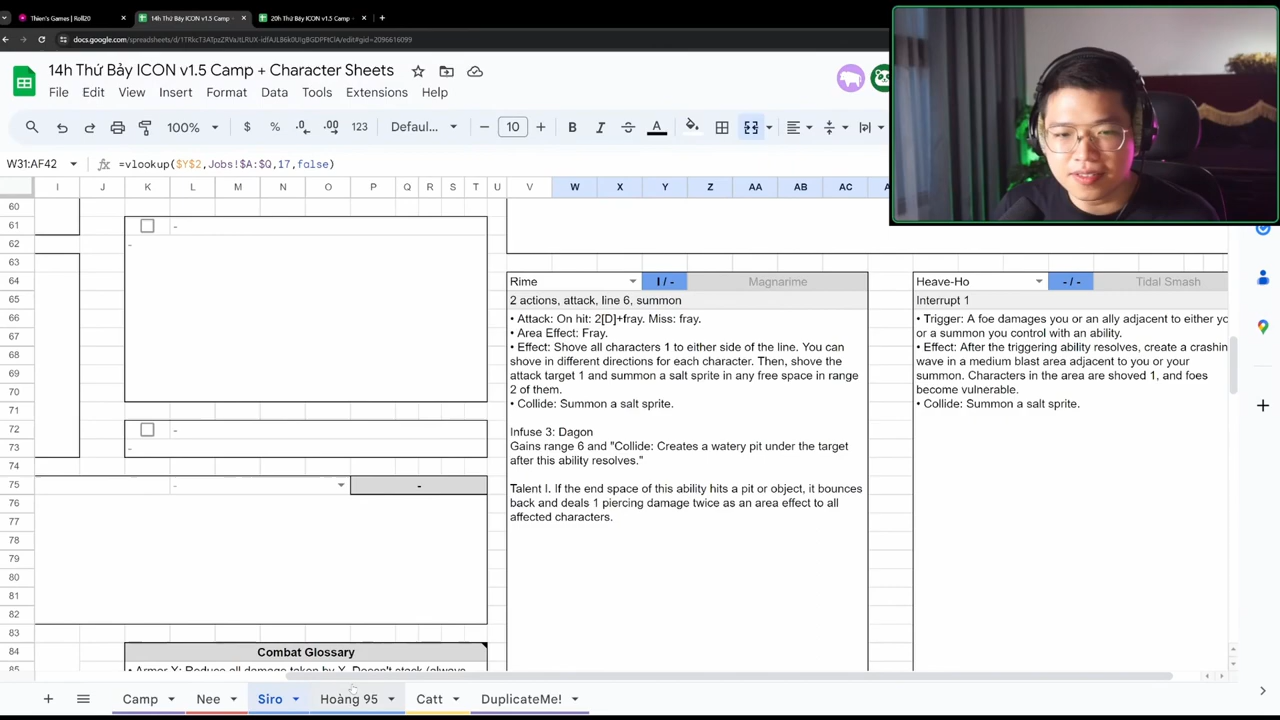 Thien's Games | Roll20
14h Thứ Bảy ICON v1.5 Camp
20h Thứ Bảy ICON v1.5 Camp
14h Thứ Bảy ICON v1.5 Camp + Character Sheets
File Edit View Insert Format Data Tools Extensions Help
100% $ % .0 .00 123 Defaul... 10 B I A
W31:AF42 fx =vlookup($Y$2,Jobs!$A:$Q,17,false)
I J K L M N O P Q R S T U V W X Y Z AA AB AC
60
61 -
62 -
63
64 Rime I / - Magnarime Heave-Ho - / - Tidal Smash
65 2 actions, attack, line 6, summon Interrupt 1
66
67
68
69
70
71
72 -
73 -
74
75 - -
76
77
78
79
80
81
82
83
84 Combat Glossary
85
• Attack: On hit: 2[D]+fray. Miss: fray.
• Area Effect: Fray.
• Effect: Shove all characters 1 to either side of the line. You can
shove in different directions for each character. Then, shove the
attack target 1 and summon a salt sprite in any free space in range
2 of them.
• Collide: Summon a salt sprite.
Infuse 3: Dagon
Gains range 6 and "Collide: Creates a watery pit under the target
after this ability resolves."
Talent I. If the end space of this ability hits a pit or object, it bounces
back and deals 1 piercing damage twice as an area effect to all
affected characters.
• Trigger: A foe damages you or an ally adjacent to either yo
or a summon you control with an ability.
• Effect: After the triggering ability resolves, create a crashin
wave in a medium blast area adjacent to you or your
summon. Characters in the area are shoved 1, and foes
become vulnerable.
• Collide: Summon a salt sprite.
• Armor X: Reduce all damage taken by X. Doesn't stack (always
Camp Nee Siro Hoàng 95 Catt DuplicateMe!